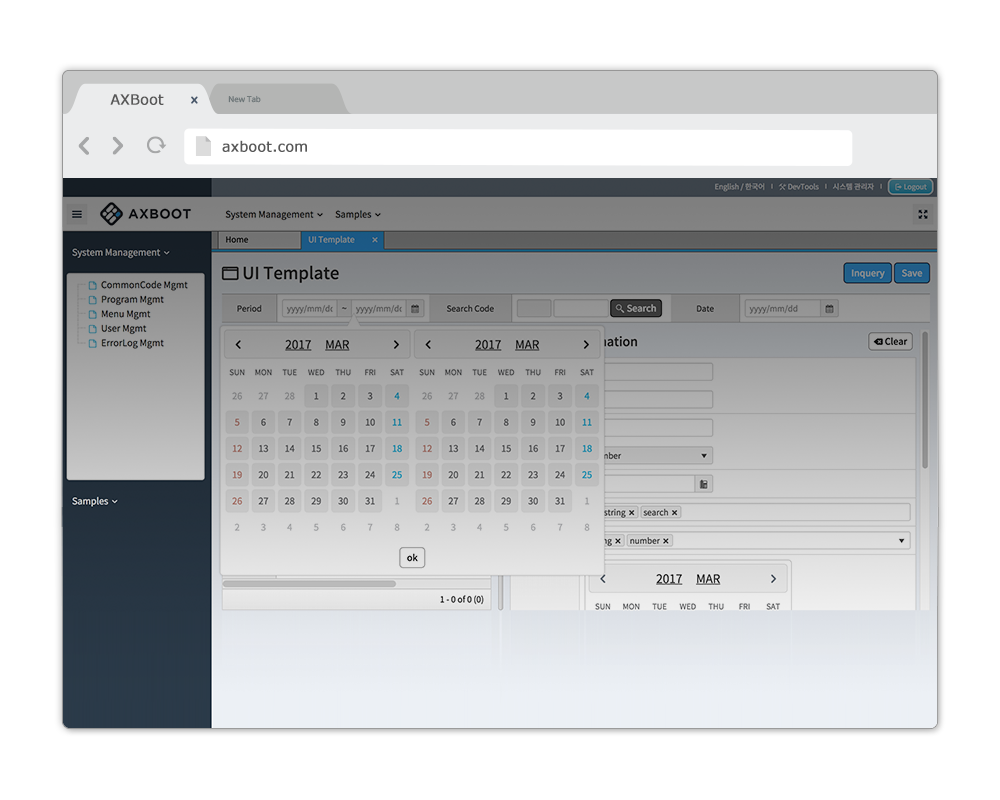 AXBoot x New Tab
axboot.com
English / 한국어 | DevTools | 시스템 관리자 | Logout
AXBOOT System Management Samples
Home UI Template x
System Management
CommonCode Mgmt
Program Mgmt
Menu Mgmt
User Mgmt
ErrorLog Mgmt
Samples
UI Template Inquery Save
Period yyyy/mm/dd ~ yyyy/mm/dd Search Code Search Date yyyy/mm/dd
2017 MAR 2017 MAR
SUN MON TUE WED THU FRI SAT SUN MON TUE WED THU FRI SAT
26 27 28 1 2 3 4 26 27 28 1 2 3 4
5 6 7 8 9 10 11 5 6 7 8 9 10 11
12 13 14 15 16 17 18 12 13 14 15 16 17 18
19 20 21 22 23 24 25 19 20 21 22 23 24 25
26 27 28 29 30 31 1 26 27 28 29 30 31 1
2 3 4 5 6 7 8 2 3 4 5 6 7 8
ok
nation Clear
nber
string x search x
ng x number x
2017 MAR
SUN MON TUE WED THU FRI SAT
1 - 0 of 0 (0)